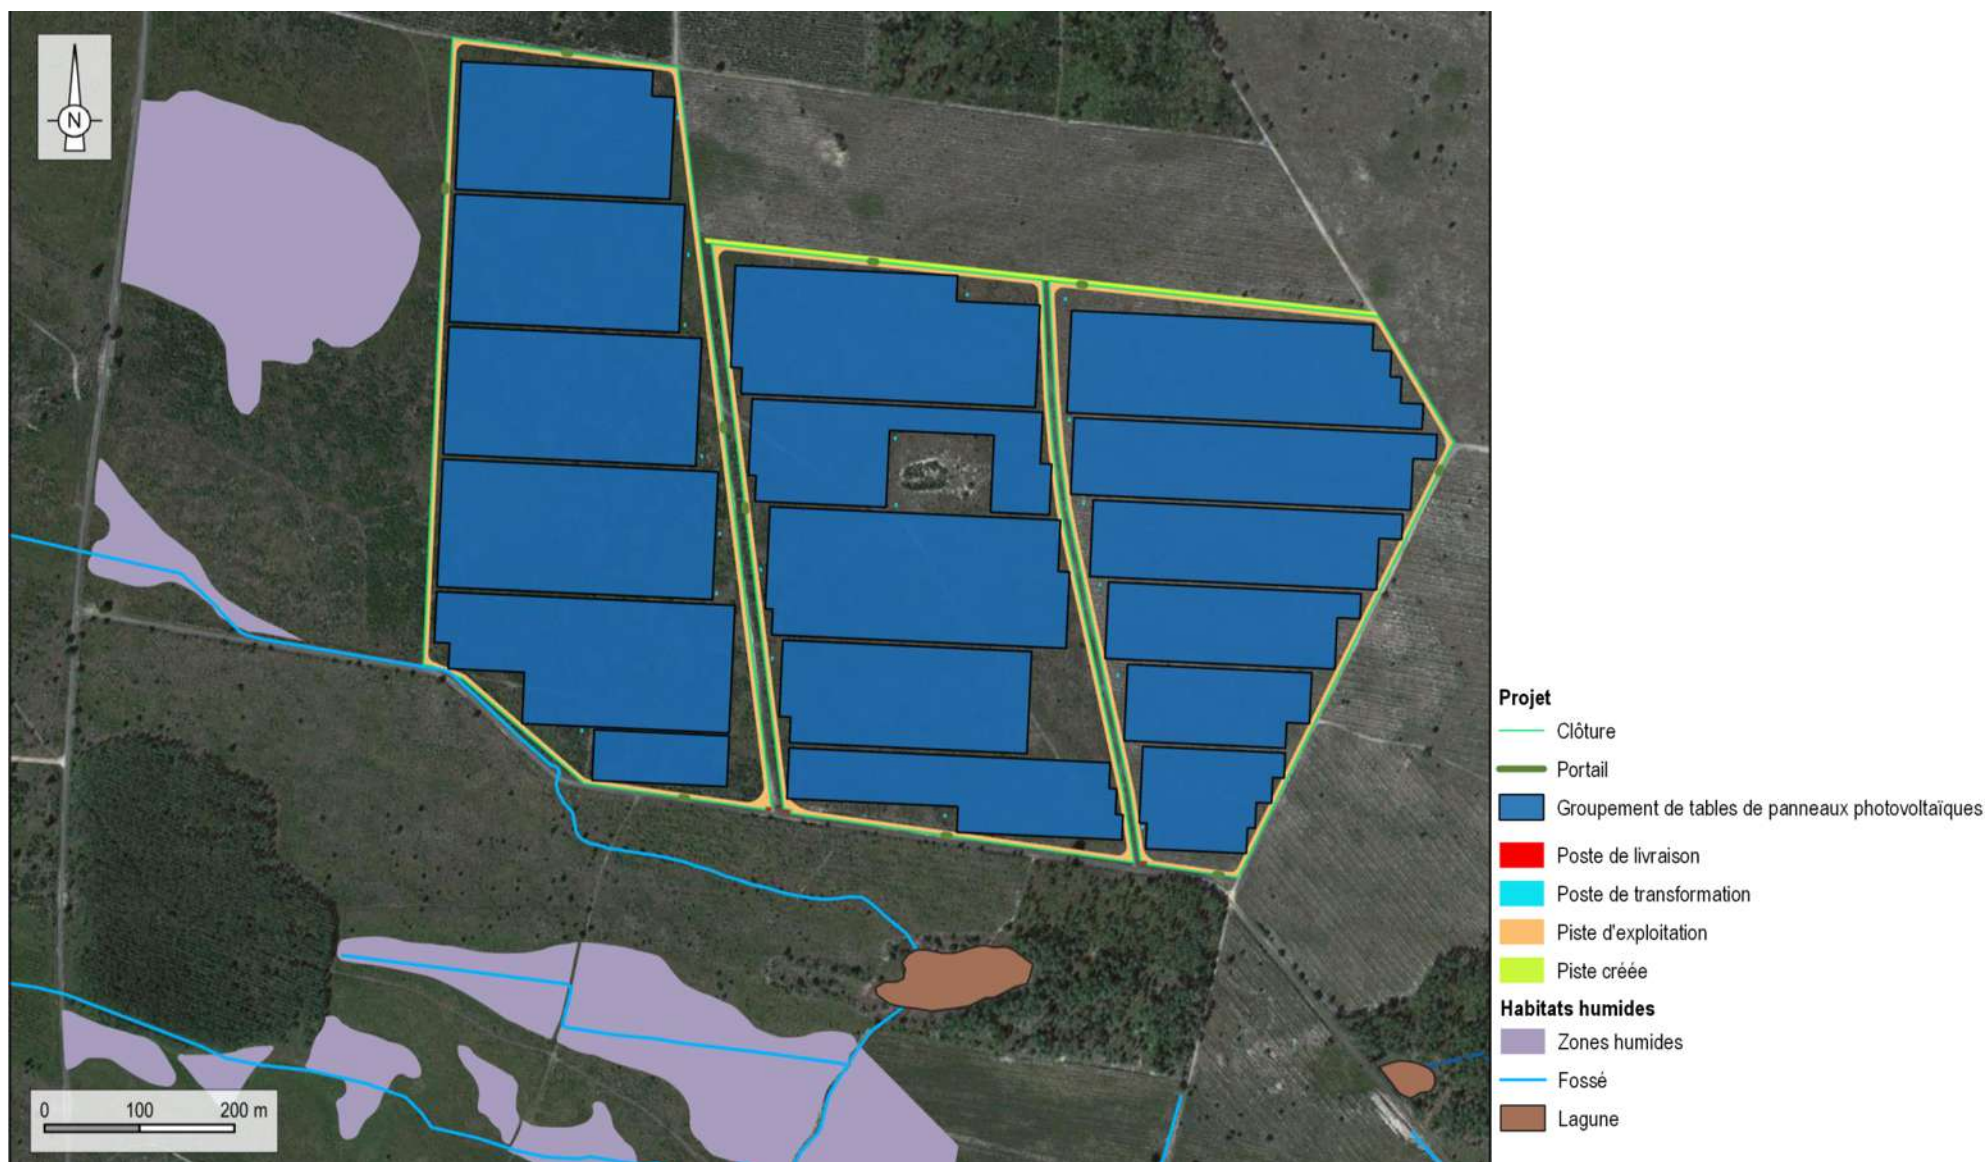 N
Projet
Clôture
Portail
Groupement de tables de panneaux photovoltaïques
Poste de livraison
Poste de transformation
Piste d'exploitation
Piste créée
Habitats humides
Zones humides
Fossé
Lagune
0 100 200 m